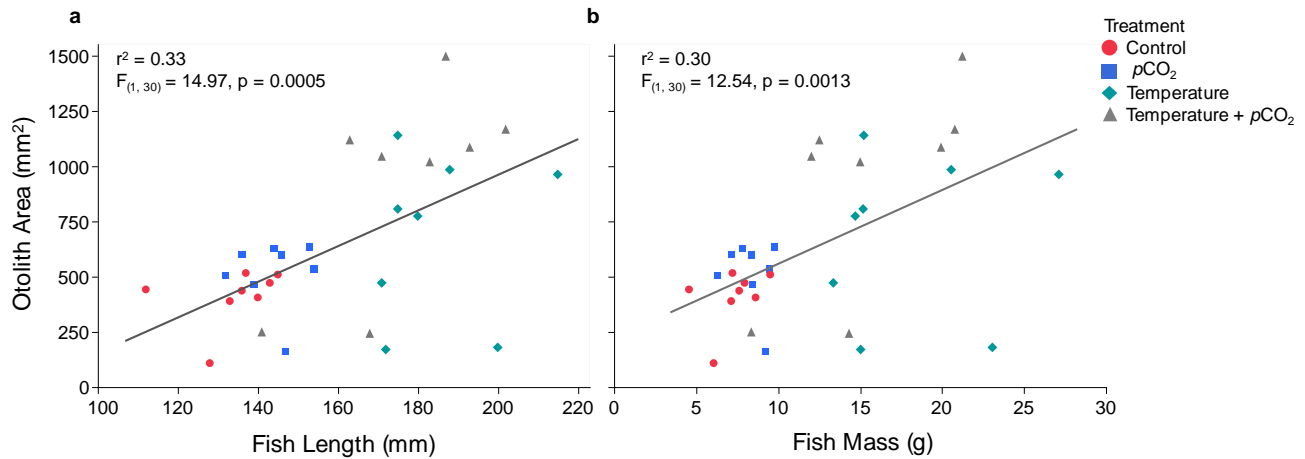 a
r² = 0.33
F(1, 30) = 14.97, p = 0.0005
Otolith Area (mm²)
1500
1250
1000
750
500
250
0
100 120 140 160 180 200 220
Fish Length (mm)
b
r² = 0.30
F(1, 30) = 12.54, p = 0.0013
0 5 10 15 20 25 30
Fish Mass (g)
Treatment
Control
pCO₂
Temperature
Temperature + pCO₂